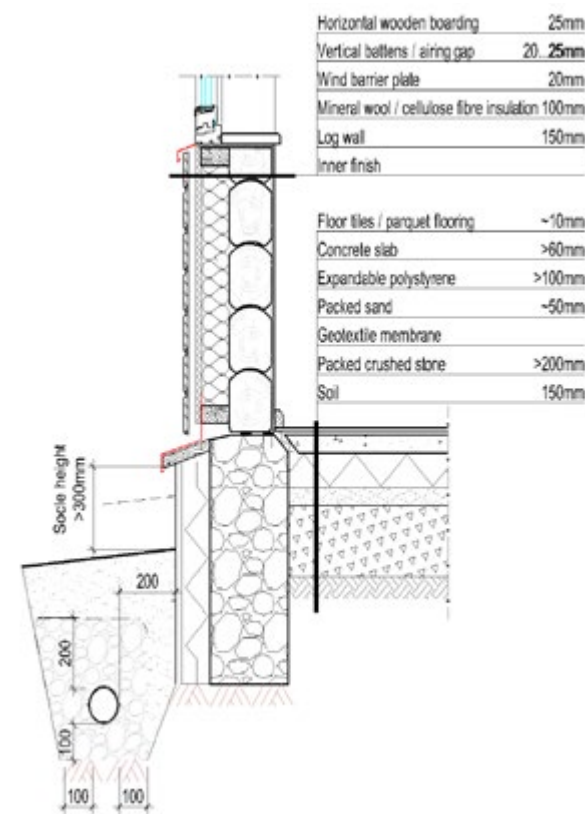 Horizontal wooden boarding 25mm
Vertical battens / airing gap 20...25mm
Wind barrier plate 20mm
Mineral wool / cellulose fibre insulation 100mm
Log wall 150mm
Inner finish
Floor tiles / parquet flooring ~10mm
Concrete slab >60mm
Expandable polystyrene >100mm
Packed sand ~50mm
Geotextile membrane
Packed crushed stone >200mm
Soil 150mm
Socle height
>300mm
200
200
100
100 100